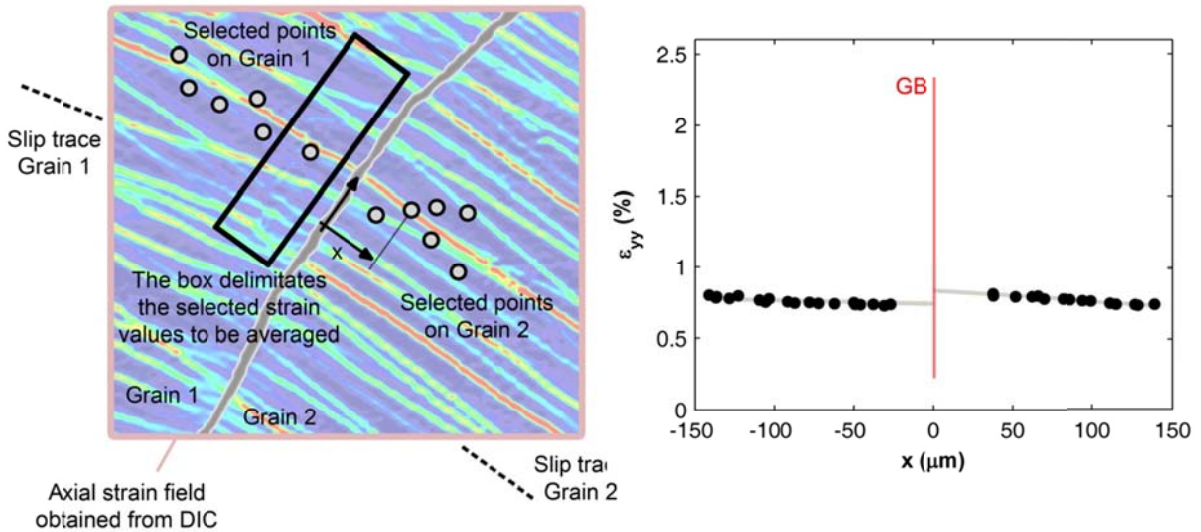 Selected points
on Grain 1
Slip trace
Grain 1
x
The box delimitates
the selected strain
values to be averaged
Selected points
on Grain 2
Grain 1
Grain 2
Slip tra
Grain 2
Axial strain field
obtained from DIC
GB
2.5
2
1.5
1
0.5
0
εyy (%)
-150 -100 -50 0 50 100 150
x (μm)